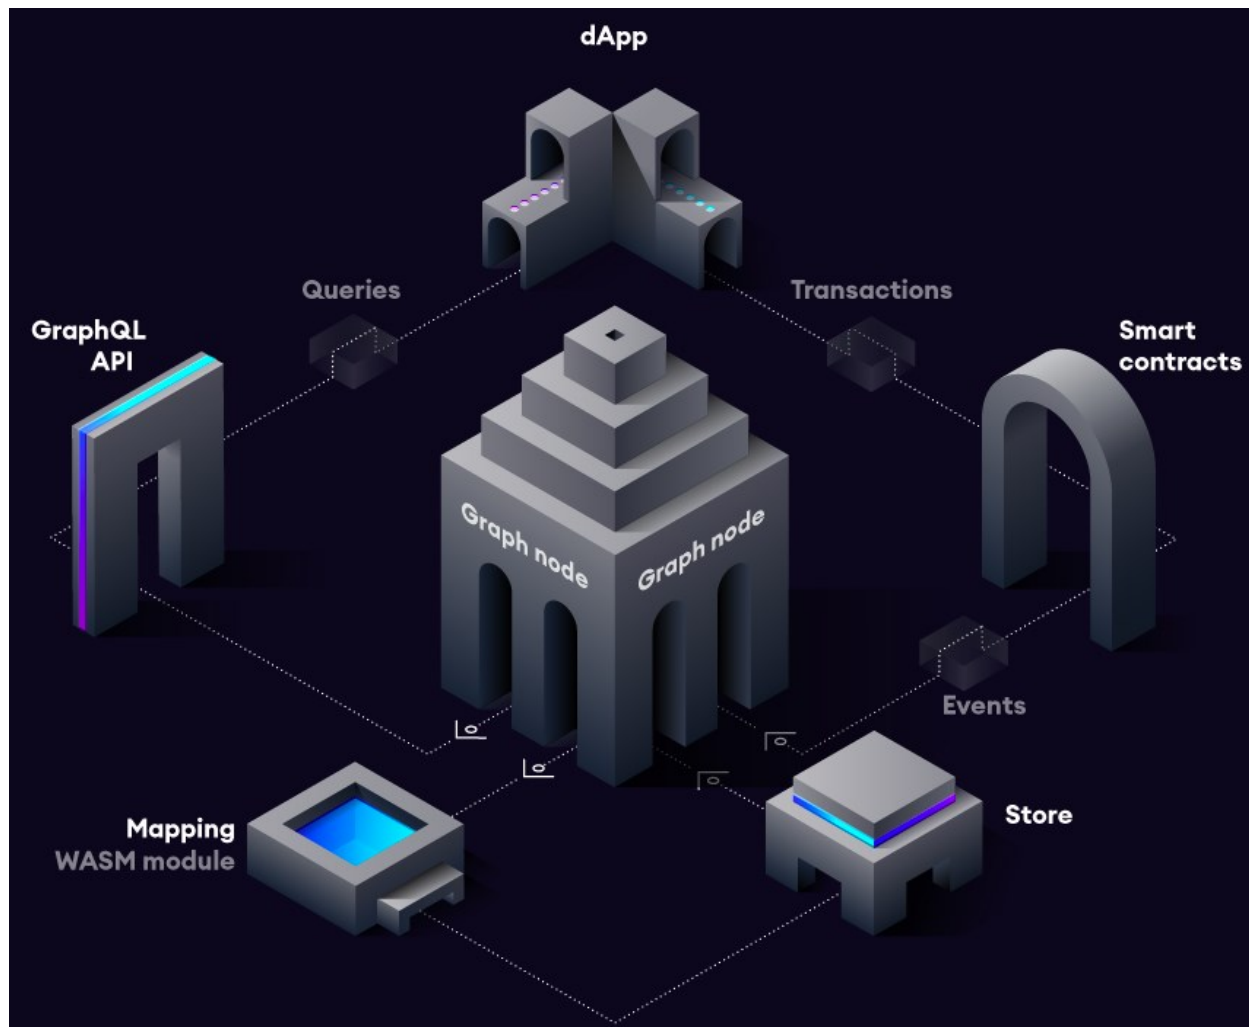 dApp
Queries
Transactions
GraphQL
API
Smart
contracts
Graph node
Graph node
Events
Mapping
WASM module
Store